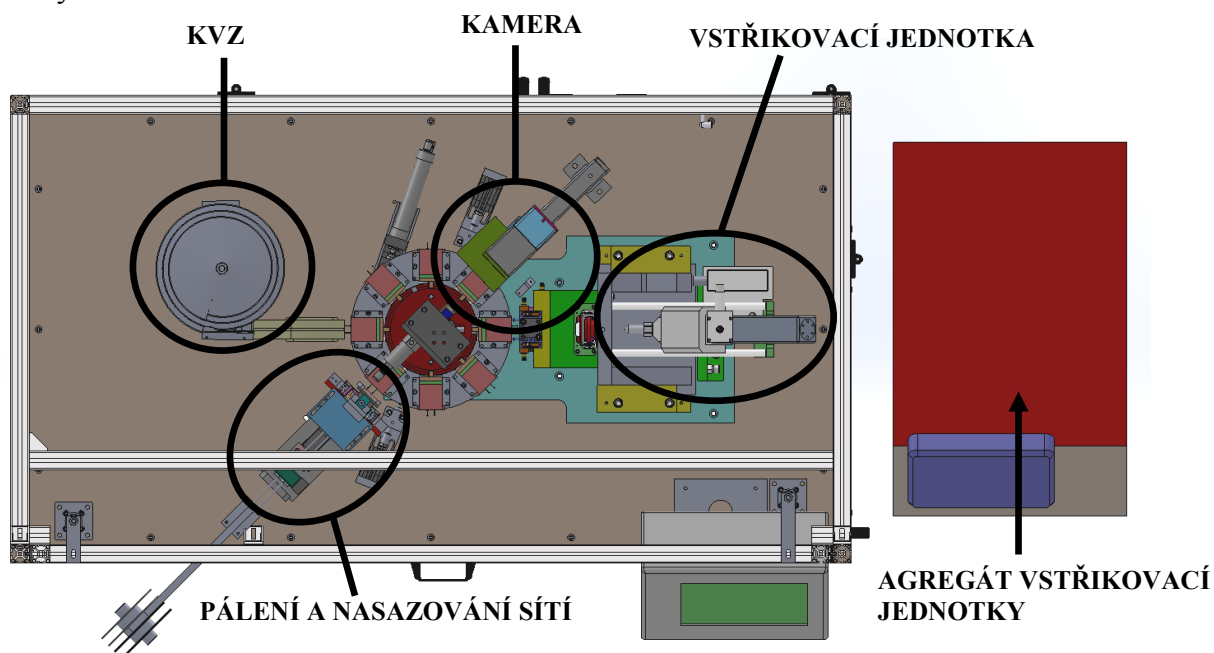 KVZ
KAMERA
VSTŘIKOVACÍ JEDNOTKA
PÁLENÍ A NASAZOVÁNÍ SÍTÍ
AGREGÁT VSTŘIKOVACÍ
JEDNOTKY